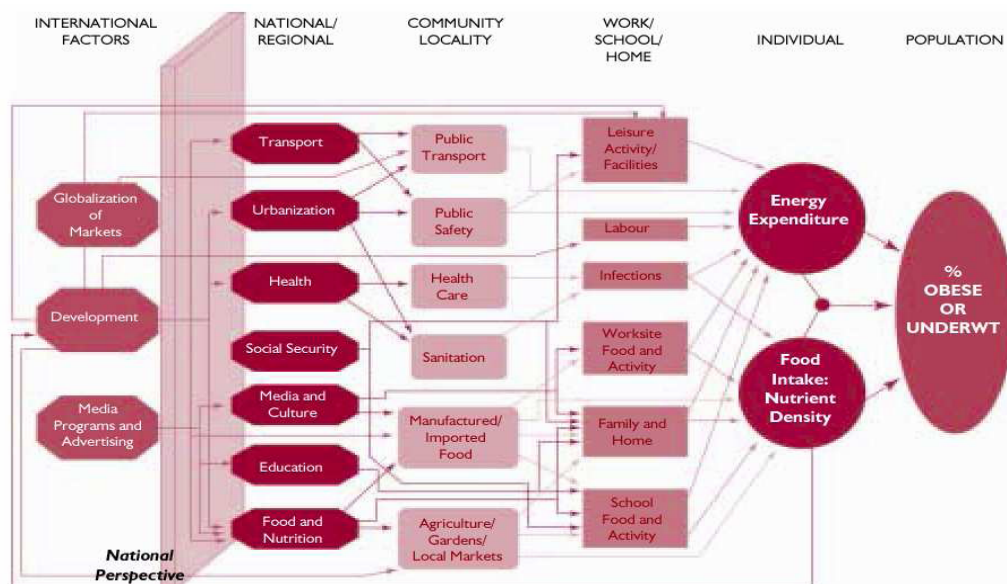 INTERNATIONAL
FACTORS
NATIONAL/
REGIONAL
COMMUNITY
LOCALITY
WORK/
SCHOOL/
HOME
INDIVIDUAL
POPULATION
Globalization
of
Markets
Development
Media
Programs and
Advertising
National
Perspective
Transport
Urbanization
Health
Social Security
Media and
Culture
Education
Food and
Nutrition
Public
Transport
Public
Safety
Health
Care
Sanitation
Manufactured/
Imported
Food
Agriculture/
Gardens/
Local Markets
Leisure
Activity/
Facilities
Labour
Infections
Worksite
Food and
Activity
Family and
Home
School
Food and
Activity
Energy
Expenditure
Food
Intake:
Nutrient
Density
%
OBESE
OR
UNDERWT